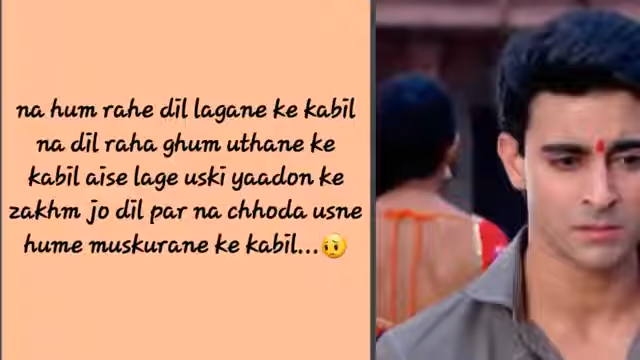 na hum rahe dil lagane ke kabil
na dil raha ghum uthane ke
kabil aise lage uski yaadon ke
zakhm jo dil par na chhoda usne
hume muskurane ke kabil...😔